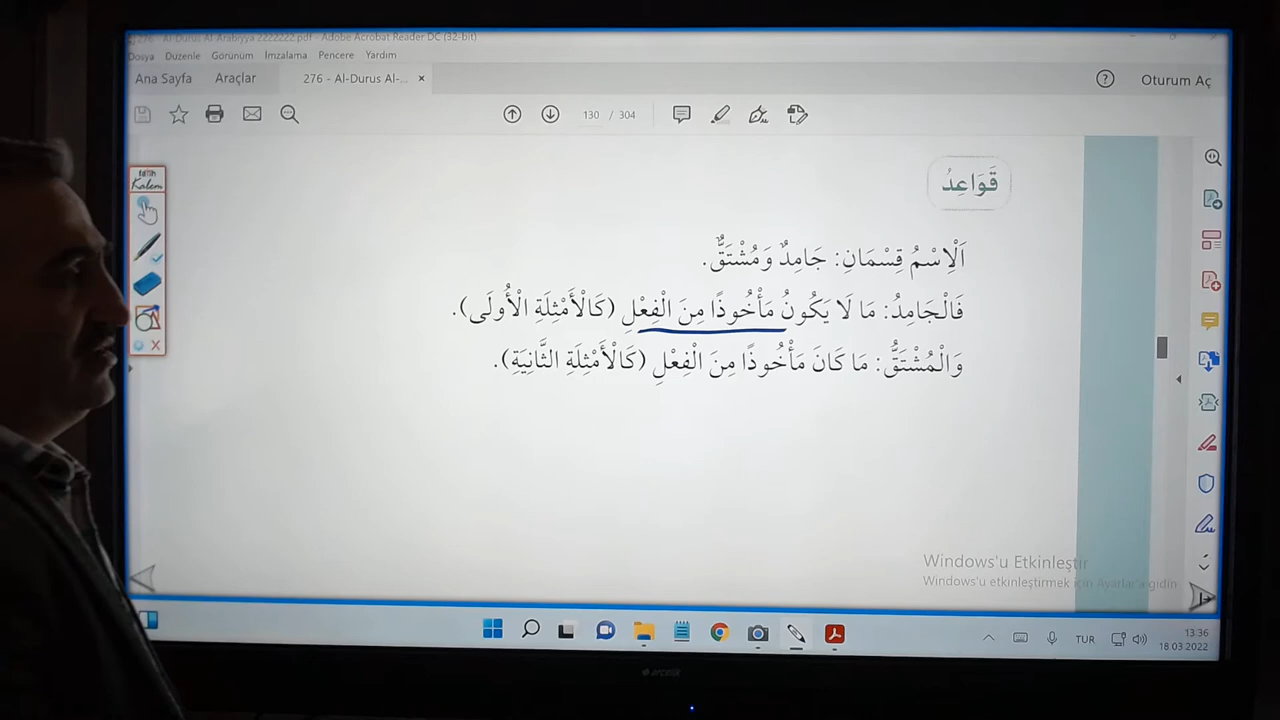 276 - Al-Durus Al-Arabiyya 2222222.pdf - Adobe Acrobat Reader DC (32-bit)
Dosya Düzenle Görünüm İmzalama Pencere Yardım
Ana Sayfa Araçlar 276 - Al-Durus Al-... × Oturum Aç
130 / 304
fatih
Kalem
قَوَاعِدُ
اَلْاِسْمُ قِسْمَانِ: جَامِدٌ وَمُشْتَقٌّ.
فَالْجَامِدُ: مَا لَا يَكُونُ مَأْخُوذًا مِنَ الْفِعْلِ (كَالْأَمْثِلَةِ الْأُولَى).
وَالْمُشْتَقُّ: مَا كَانَ مَأْخُوذًا مِنَ الْفِعْلِ (كَالْأَمْثِلَةِ الثَّانِيَةِ).
Windows'u Etkinleştir
Windows'u etkinleştirmek için Ayarlar'a gidin
TUR 13:36
18.03.2022
arçelik